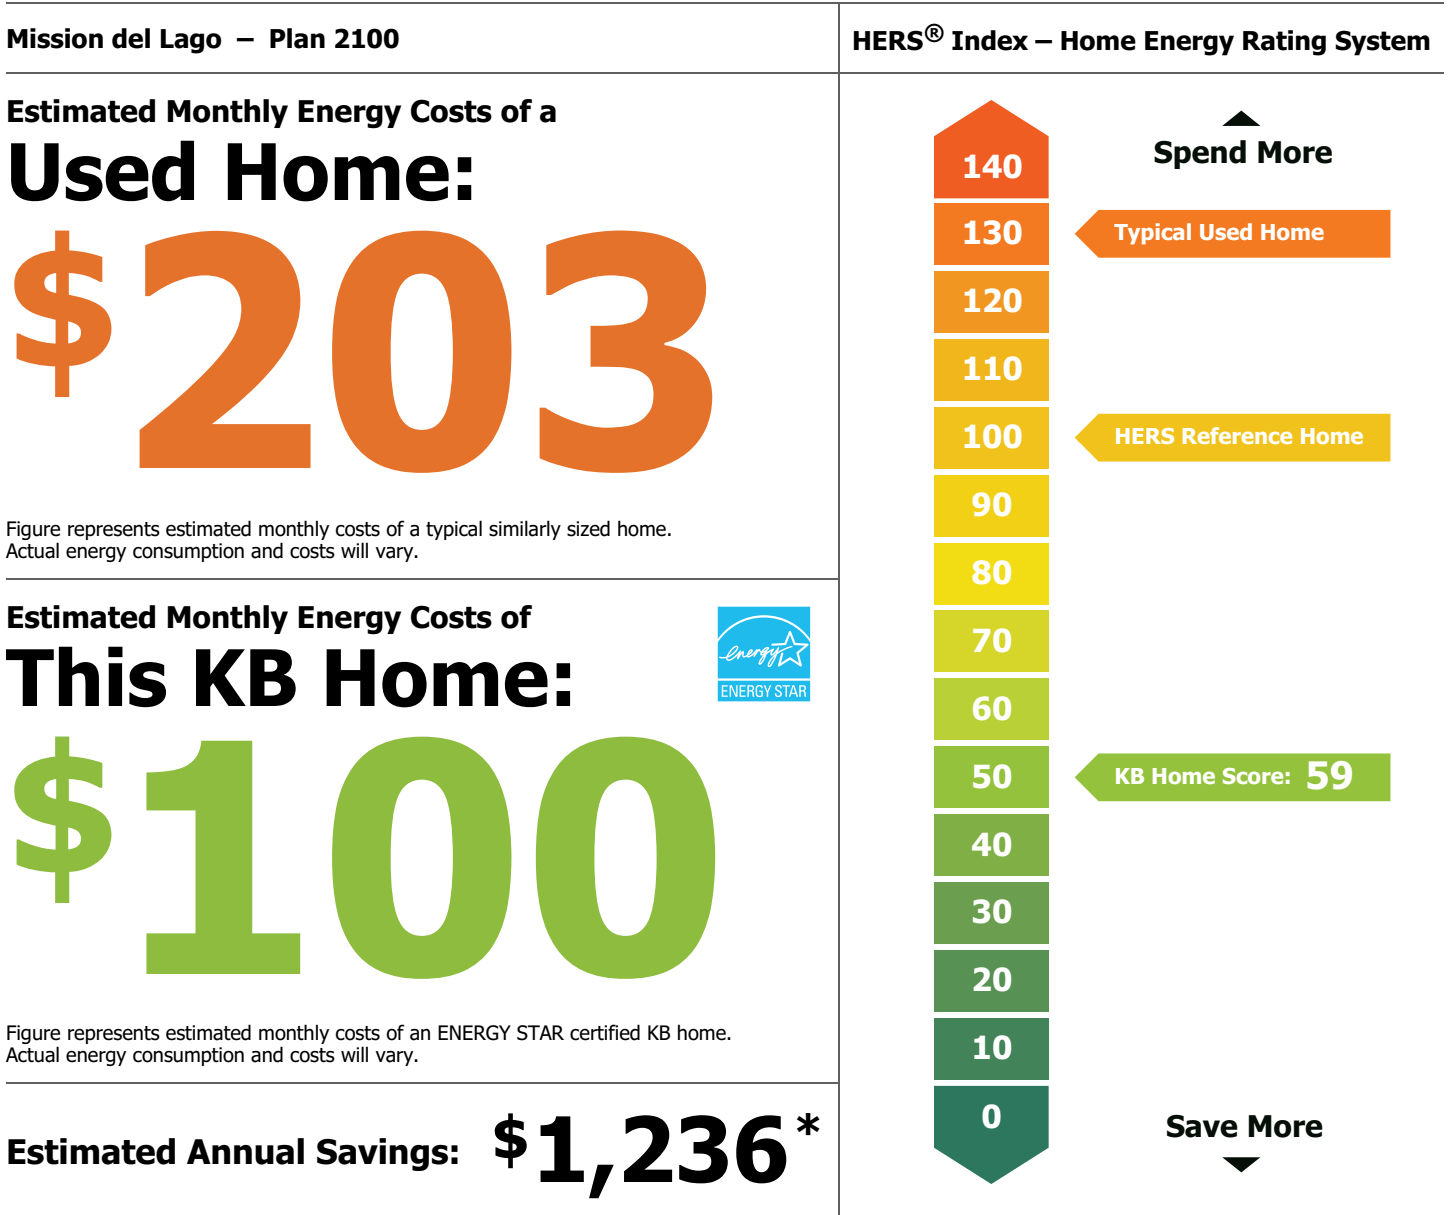 Mission del Lago – Plan 2100
Estimated Monthly Energy Costs of a
Used Home:
$203
Figure represents estimated monthly costs of a typical similarly sized home.
Actual energy consumption and costs will vary.
Estimated Monthly Energy Costs of
This KB Home:
energy
ENERGY STAR
$100
Figure represents estimated monthly costs of an ENERGY STAR certified KB home.
Actual energy consumption and costs will vary.
Estimated Annual Savings: $1,236*
HERS® Index – Home Energy Rating System
Spend More
140
130
Typical Used Home
120
110
100
HERS Reference Home
90
80
70
60
50
KB Home Score: 59
40
30
20
10
0
Save More